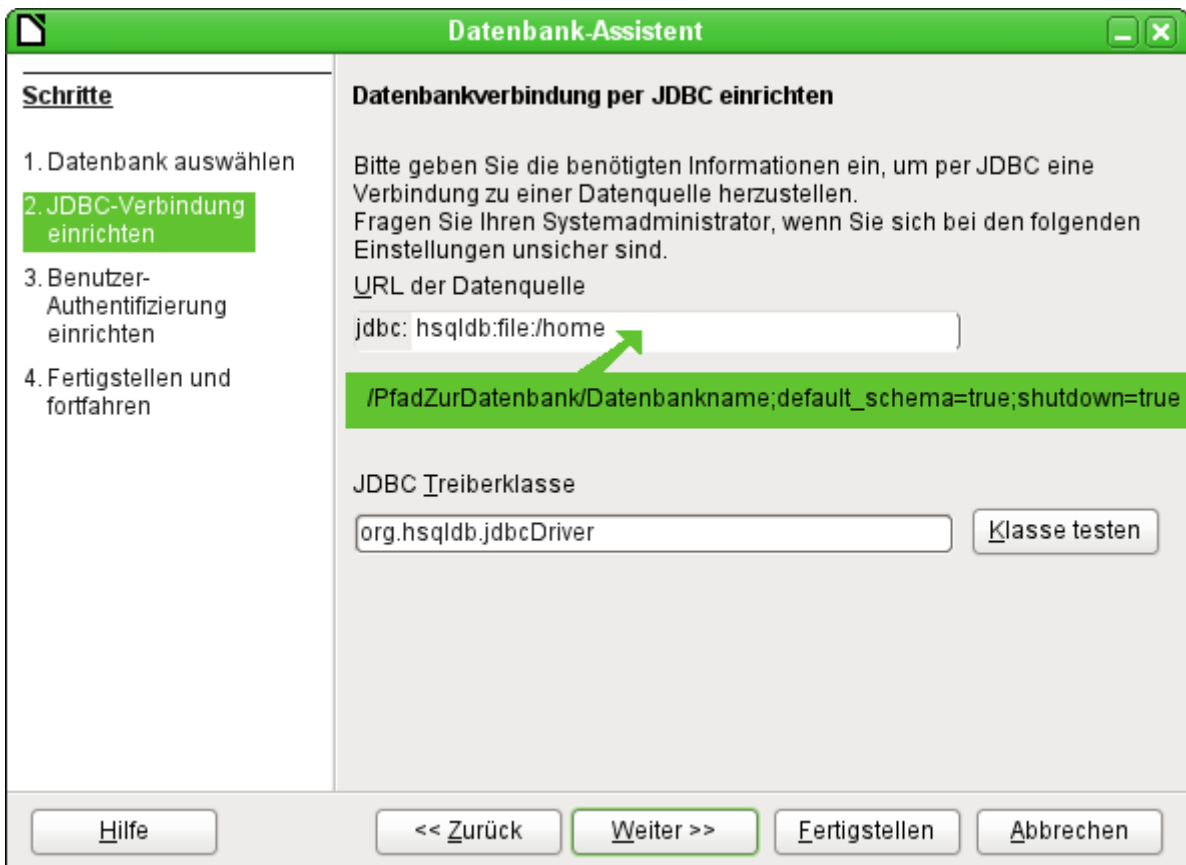 Datenbank-Assistent
Schritte
1. Datenbank auswählen
2. JDBC-Verbindung
einrichten
3. Benutzer-
Authentifizierung
einrichten
4. Fertigstellen und
fortfahren
Datenbankverbindung per JDBC einrichten
Bitte geben Sie die benötigten Informationen ein, um per JDBC eine
Verbindung zu einer Datenquelle herzustellen.
Fragen Sie Ihren Systemadministrator, wenn Sie sich bei den folgenden
Einstellungen unsicher sind.
URL der Datenquelle
jdbc: hsqldb:file:/home
/PfadZurDatenbank/Datenbankname;default_schema=true;shutdown=true
JDBC Treiberklasse
org.hsqldb.jdbcDriver
Klasse testen
Hilfe
<< Zurück
Weiter >>
Fertigstellen
Abbrechen